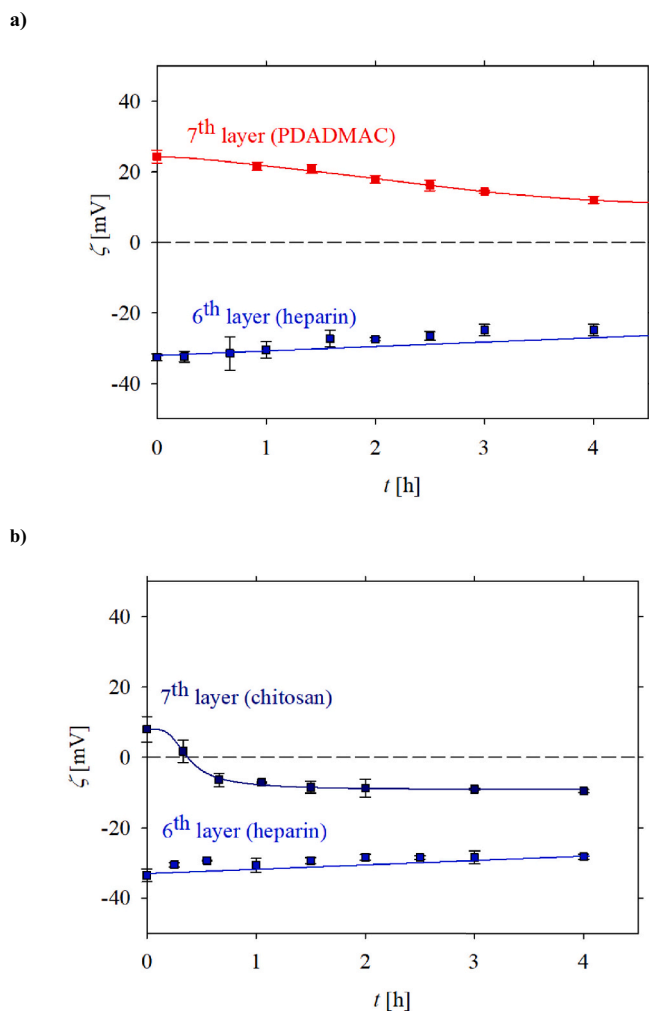 a)
40
7th layer (PDADMAC)
20
0
ζ [mV]
6th layer (heparin)
-20
-40
0 1 2 3 4
t [h]
b)
40
7th layer (chitosan)
20
0
ζ [mV]
6th layer (heparin)
-20
-40
0 1 2 3 4
t [h]